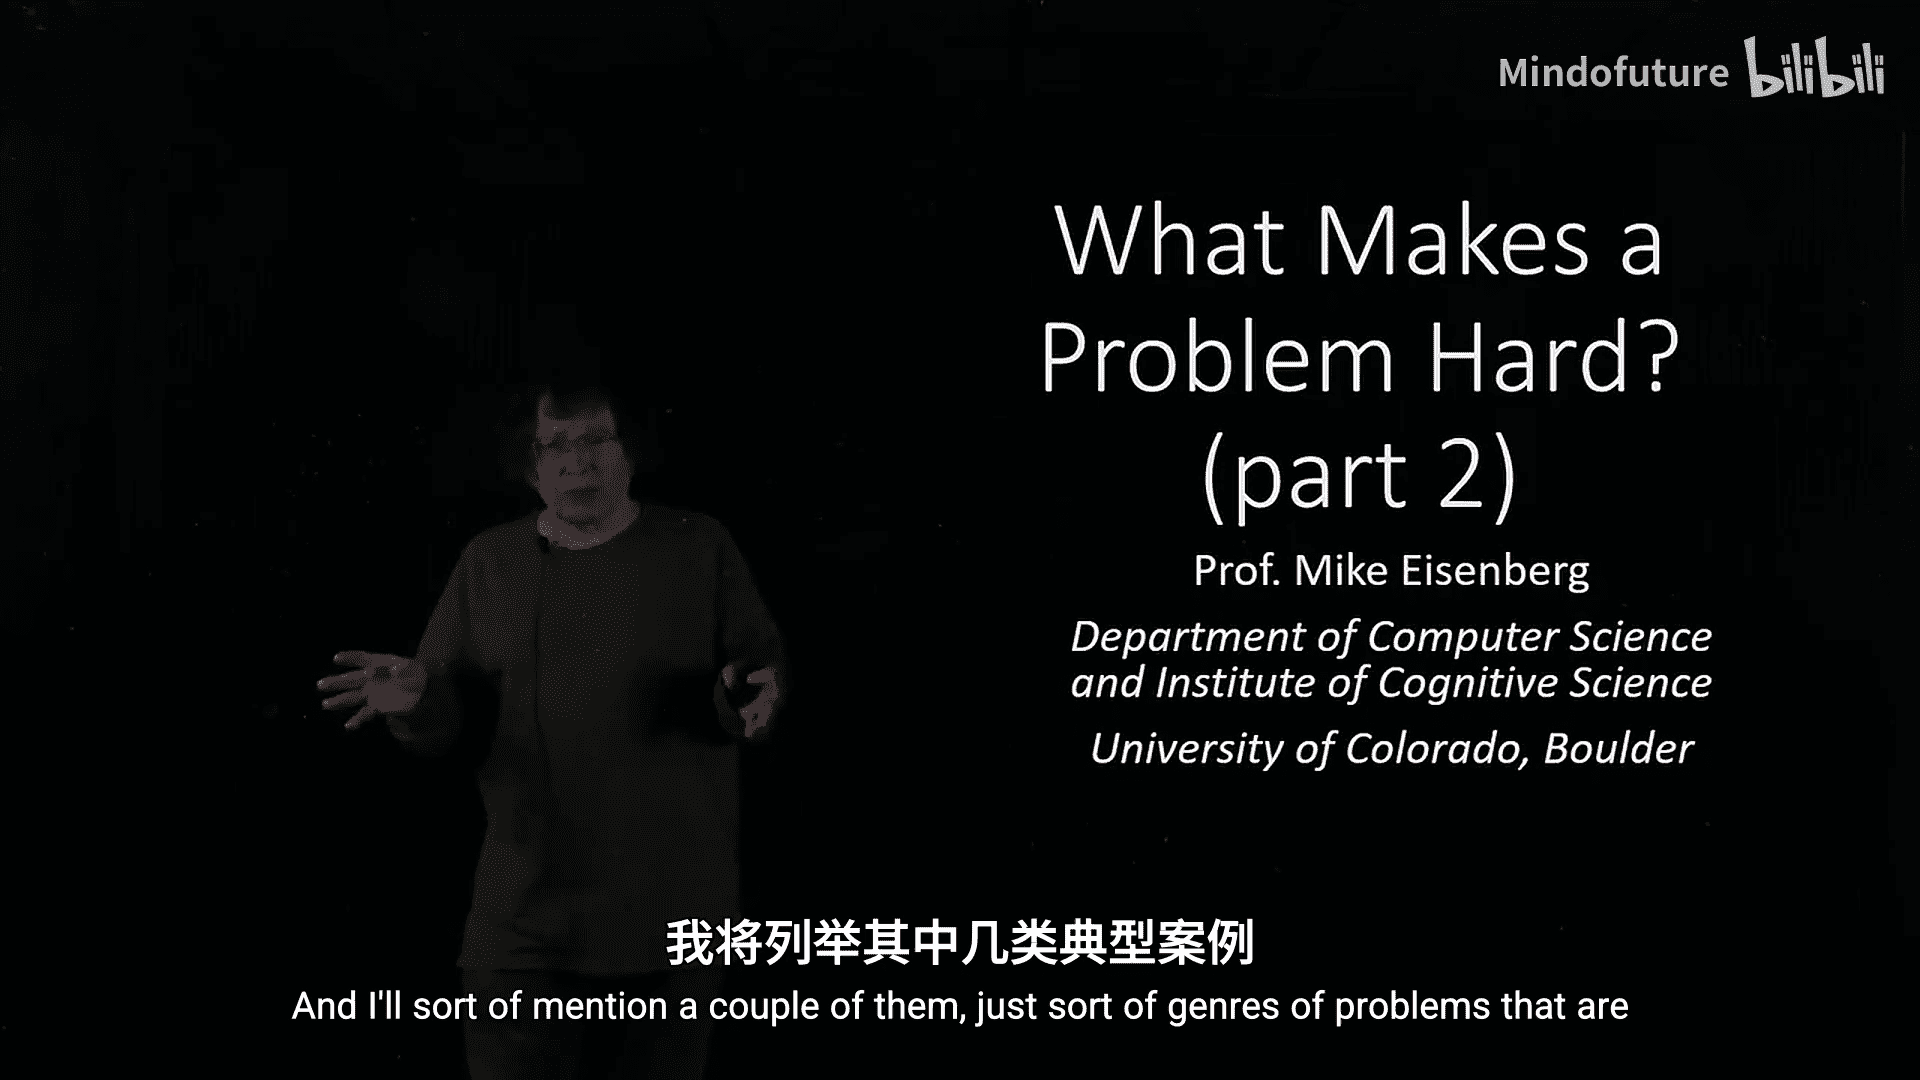 Mindofuture bilibili
What Makes a
Problem Hard?
(part 2)
Prof. Mike Eisenberg
Department of Computer Science
and Institute of Cognitive Science
University of Colorado, Boulder
我将列举其中几类典型案例
And I'll sort of mention a couple of them, just sort of genres of problems that are